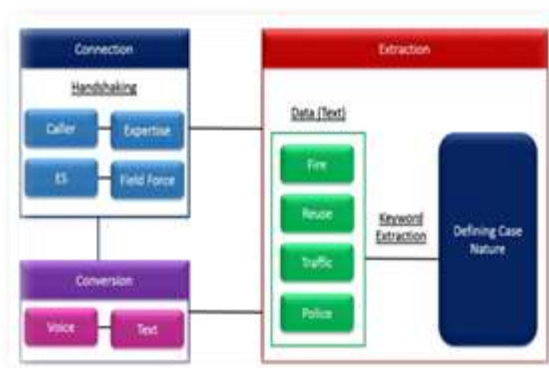 Connection
Handshaking
Caller
Expertise
ES
Field Force
Conversion
Voice
Text
Extraction
Data (Text)
Fire
Reuse
Traffic
Police
Keyword
Extraction
Defining Case
Nature